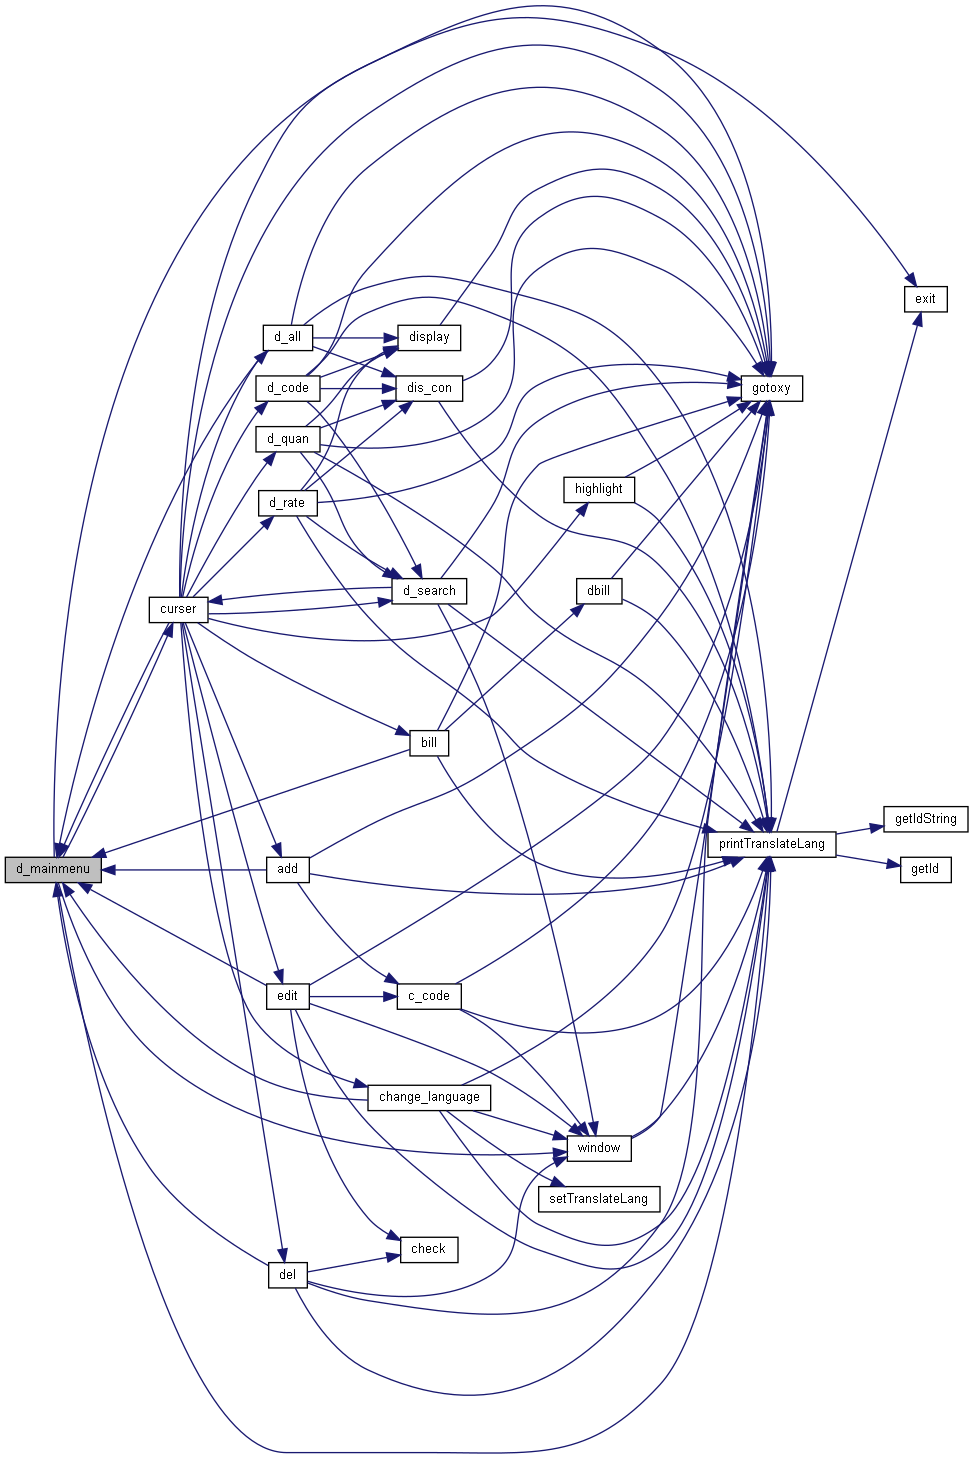 exit
d_all
display
d_code
dis_con
gotoxy
d_quan
highlight
d_rate
d_search
dbill
curser
bill
getIdString
printTranslateLang
d_mainmenu
add
getId
edit
c_code
change_language
window
setTranslateLang
check
del